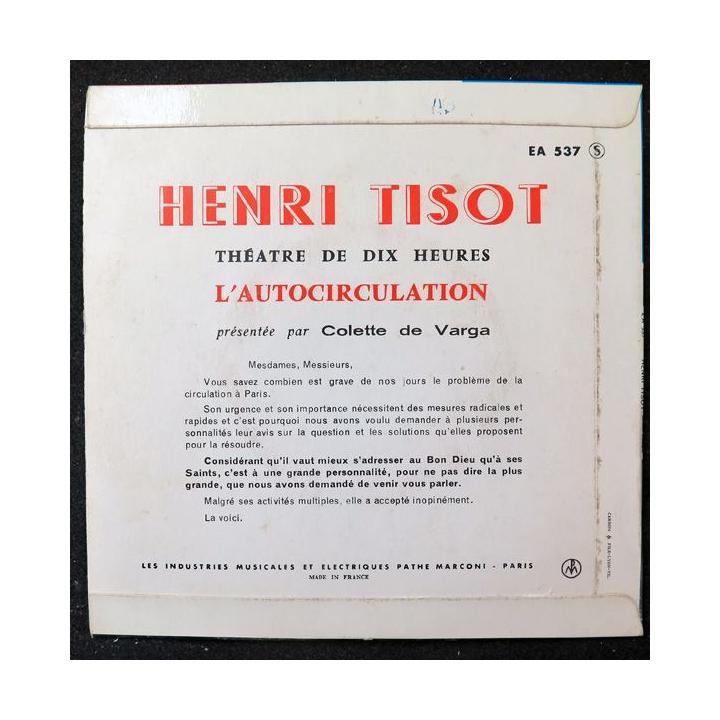 EA 537 S
HENRI TISOT
THÉATRE DE DIX HEURES
L'AUTOCIRCULATION
présentée par Colette de Varga
Mesdames, Messieurs,
Vous savez combien est grave de nos jours le problème de la
circulation à Paris.
Son urgence et son importance nécessitent des mesures radicales et
rapides et c'est pourquoi nous avons voulu demander à plusieurs per-
sonnalités leur avis sur la question et les solutions qu'elles proposent
pour la résoudre.
Considérant qu'il vaut mieux s'adresser au Bon Dieu qu'à ses
Saints, c'est à une grande personnalité, pour ne pas dire la plus
grande, que nous avons demandé de venir vous parler.
Malgré ses activités multiples, elle a accepté inopinément.
La voici.
LES INDUSTRIES MUSICALES ET ELECTRIQUES PATHE MARCONI - PARIS
MADE IN FRANCE